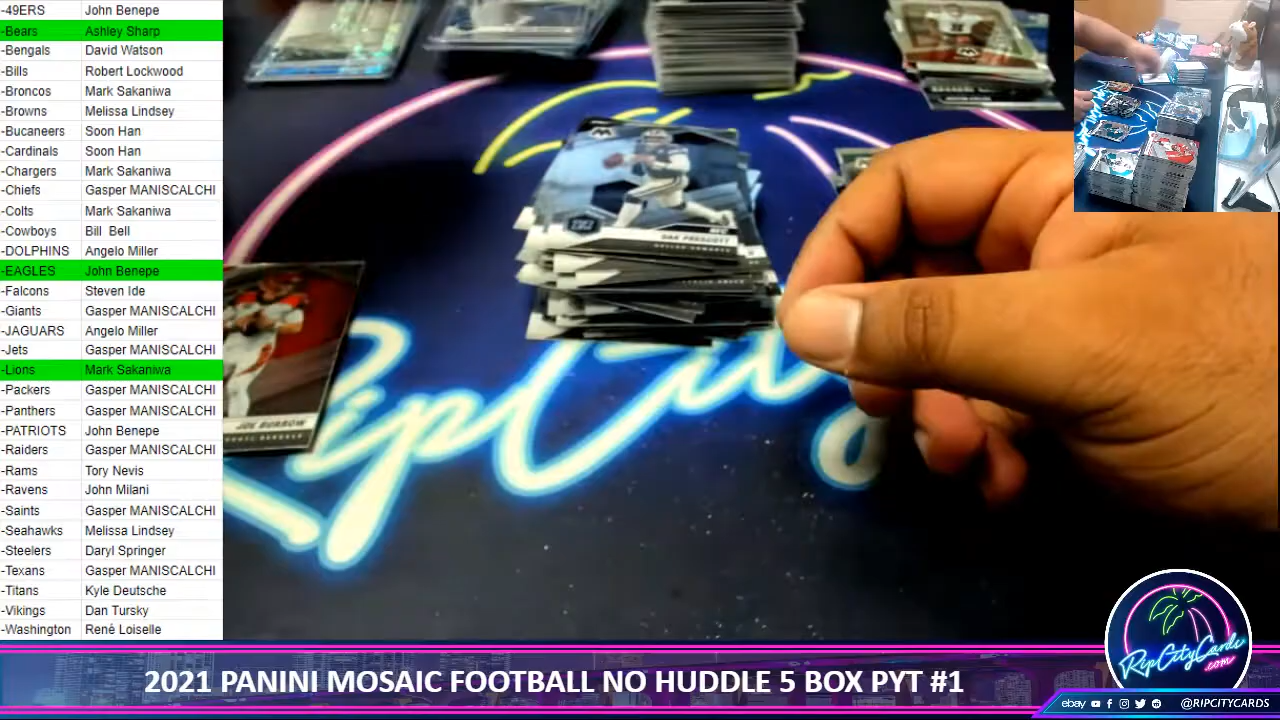 -49ERS John Benepe
-Bears Ashley Sharp
-Bengals David Watson
-Bills Robert Lockwood
-Broncos Mark Sakaniwa
-Browns Melissa Lindsey
-Bucaneers Soon Han
-Cardinals Soon Han
-Chargers Mark Sakaniwa
-Chiefs Gasper MANISCALCHI
-Colts Mark Sakaniwa
-Cowboys Bill Bell
-DOLPHINS Angelo Miller
-EAGLES John Benepe
-Falcons Steven Ide
-Giants Gasper MANISCALCHI
-JAGUARS Angelo Miller
-Jets Gasper MANISCALCHI
-Lions Mark Sakaniwa
-Packers Gasper MANISCALCHI
-Panthers Gasper MANISCALCHI
-PATRIOTS John Benepe
-Raiders Gasper MANISCALCHI
-Rams Tory Nevis
-Ravens John Milani
-Saints Gasper MANISCALCHI
-Seahawks Melissa Lindsey
-Steelers Daryl Springer
-Texans Gasper MANISCALCHI
-Titans Kyle Deutsche
-Vikings Dan Tursky
-Washington René Loiselle
DAK PRESCOTT
DALLAS COWBOYS
JOE BURROW
RipCity
RipCityCards
.com
2021 PANINI MOSAIC FOOTBALL NO HUDDLE 5 BOX PYT #1
ebay @RIPCITYCARDS